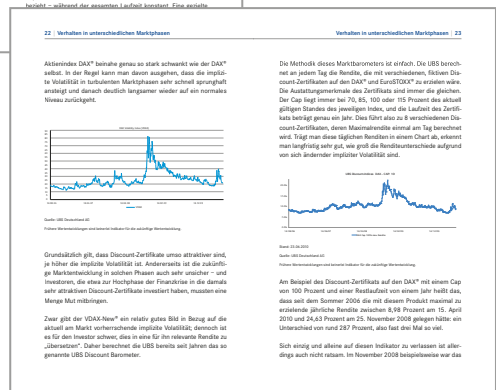 bezieht – während der gesamten Laufzeit konstant. Eine gezielte
22 | Verhalten in unterschiedlichen Marktphasen
Aktienindex DAX® beinahe genau so stark schwankte wie der DAX®
selbst. In der Regel kann man davon ausgehen, dass die implizi-
te Volatilität in turbulenten Marktphasen sehr schnell sprunghaft
ansteigt und danach deutlich langsamer wieder auf ein normales
Niveau zurückgeht.
Quelle: UBS Deutschland AG
Frühere Wertentwicklungen sind keinerlei Indikator für die zukünftige Wertentwicklung.
Grundsätzlich gilt, dass Discount-Zertifikate umso attraktiver sind,
je höher die implizite Volatilität ist. Andererseits ist die zukünfti-
ge Marktentwicklung in solchen Phasen auch sehr unsicher – und
Investoren, die etwa zur Hochphase der Finanzkrise in die damals
sehr attraktiven Discount-Zertifikate investiert haben, mussten eine
Menge Mut mitbringen.
Zwar gibt der VDAX-New® ein relativ gutes Bild in Bezug auf die
aktuell am Markt vorherrschende implizite Volatilität; dennoch ist
es für den Investor schwer, dies in eine für ihn relevante Rendite zu
„übersetzen“. Daher berechnet die UBS bereits seit Jahren das so
genannte UBS Discount Barometer.
Verhalten in unterschiedlichen Marktphasen | 23
Die Methodik dieses Marktbarometers ist einfach. Die UBS berech-
net an jedem Tag die Rendite, die mit verschiedenen, fiktiven Dis-
count-Zertifikaten auf den DAX® und EuroSTOXX® zu erzielen wäre.
Die Ausstattungsmerkmale des Zertifikats sind immer die gleichen.
Der Cap liegt immer bei 70, 85, 100 oder 115 Prozent des aktuell
gültigen Standes des jeweiligen Index, und die Laufzeit des Zertifi-
kats beträgt genau ein Jahr. Dies führt also zu 8 verschiedenen Dis-
count-Zertifikaten, deren Maximalrendite einmal am Tag berechnet
wird. Trägt man diese täglichen Renditen in einem Chart ab, erkennt
man langfristig sehr gut, wie groß die Renditeunterschiede aufgrund
von sich ändernder impliziter Volatilität sind.
Stand: 23.06.2010
Quelle: UBS Deutschland AG
Frühere Wertentwicklungen sind keinerlei Indikator für die zukünftige Wertentwicklung.
Am Beispiel des Discount-Zertifikats auf den DAX® mit einem Cap
von 100 Prozent und einer Restlaufzeit von einem Jahr heißt das,
dass seit dem Sommer 2006 die mit diesem Produkt maximal zu
erzielende jährliche Rendite zwischen 8,98 Prozent am 15. April
2010 und 24,63 Prozent am 25. November 2008 gelegen hätte: ein
Unterschied von rund 287 Prozent, also fast drei Mal so viel.
Sich einzig und alleine auf diesen Indikator zu verlassen ist aller-
dings auch nicht ratsam. Im November 2008 beispielsweise war das